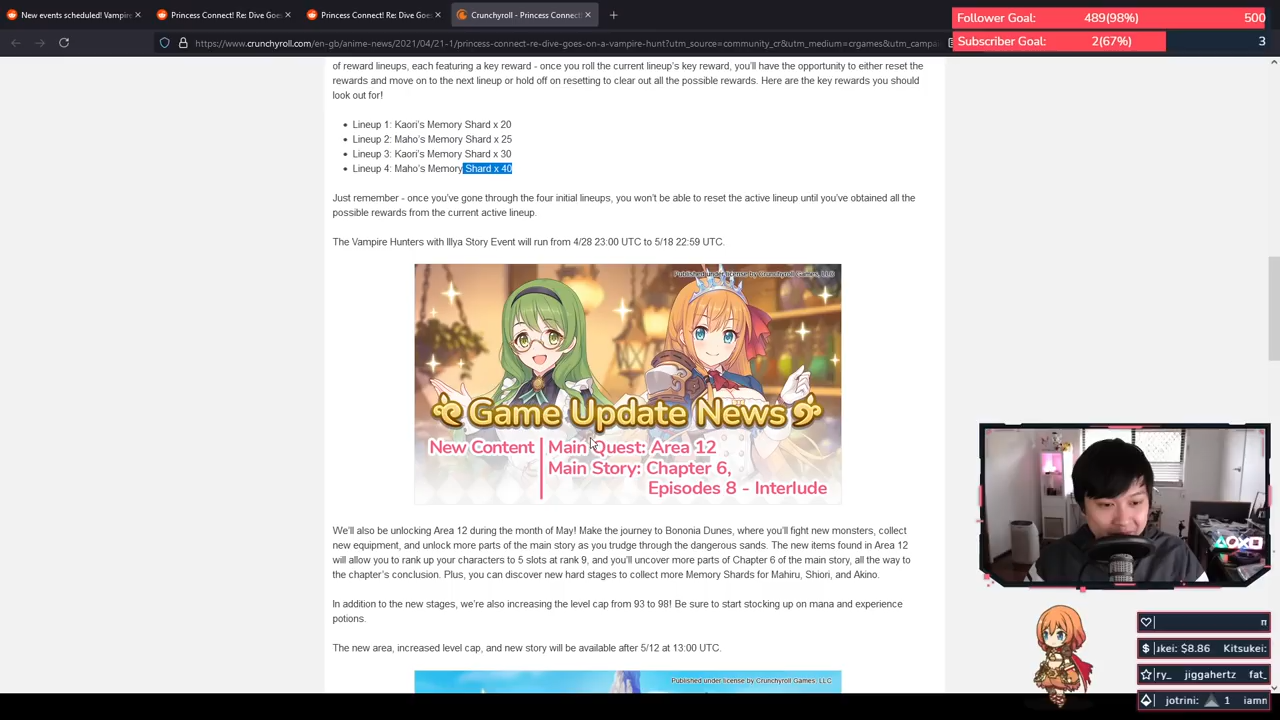 New events scheduled! Vampir
Princess Connect! Re: Dive Goes
Princess Connect! Re: Dive Goes
Crunchyroll - Princess Connect!
https://www.crunchyroll.com/en-gb/anime-news/2021/04/21-1/princess-connect-re-dive-goes-on-a-vampire-hunt?utm_source=community_cr&utm_medium=crgames&utm_campa
Follower Goal: 489(98%) 500
Subscriber Goal: 2(67%) 3
of reward lineups, each featuring a key reward - once you roll the current lineup's key reward, you'll have the opportunity to either reset the
rewards and move on to the next lineup or hold off on resetting to clear out all the possible rewards. Here are the key rewards you should
look out for!
Lineup 1: Kaori's Memory Shard x 20
Lineup 2: Maho's Memory Shard x 25
Lineup 3: Kaori's Memory Shard x 30
Lineup 4: Maho's Memory Shard x 40
Just remember - once you've gone through the four initial lineups, you won't be able to reset the active lineup until you've obtained all the
possible rewards from the current active lineup.
The Vampire Hunters with Illya Story Event will run from 4/28 23:00 UTC to 5/18 22:59 UTC.
Published under license by Crunchyroll Games, LLC
Game Update News
New Content
Main Quest: Area 12
Main Story: Chapter 6,
Episodes 8 - Interlude
We'll also be unlocking Area 12 during the month of May! Make the journey to Bononia Dunes, where you'll fight new monsters, collect
new equipment, and unlock more parts of the main story as you trudge through the dangerous sands. The new items found in Area 12
will allow you to rank up your characters to 5 slots at rank 9, and you'll uncover more parts of Chapter 6 of the main story, all the way to
the chapter's conclusion. Plus, you can discover new hard stages to collect more Memory Shards for Mahiru, Shiori, and Akino.
In addition to the new stages, we're also increasing the level cap from 93 to 98! Be sure to start stocking up on mana and experience
potions.
The new area, increased level cap, and new story will be available after 5/12 at 13:00 UTC.
Published under license by Crunchyroll Games, LLC
ukei: $8.86 Kitsukei:
ry_ jiggahertz fat_
jotrini: 1 iamn